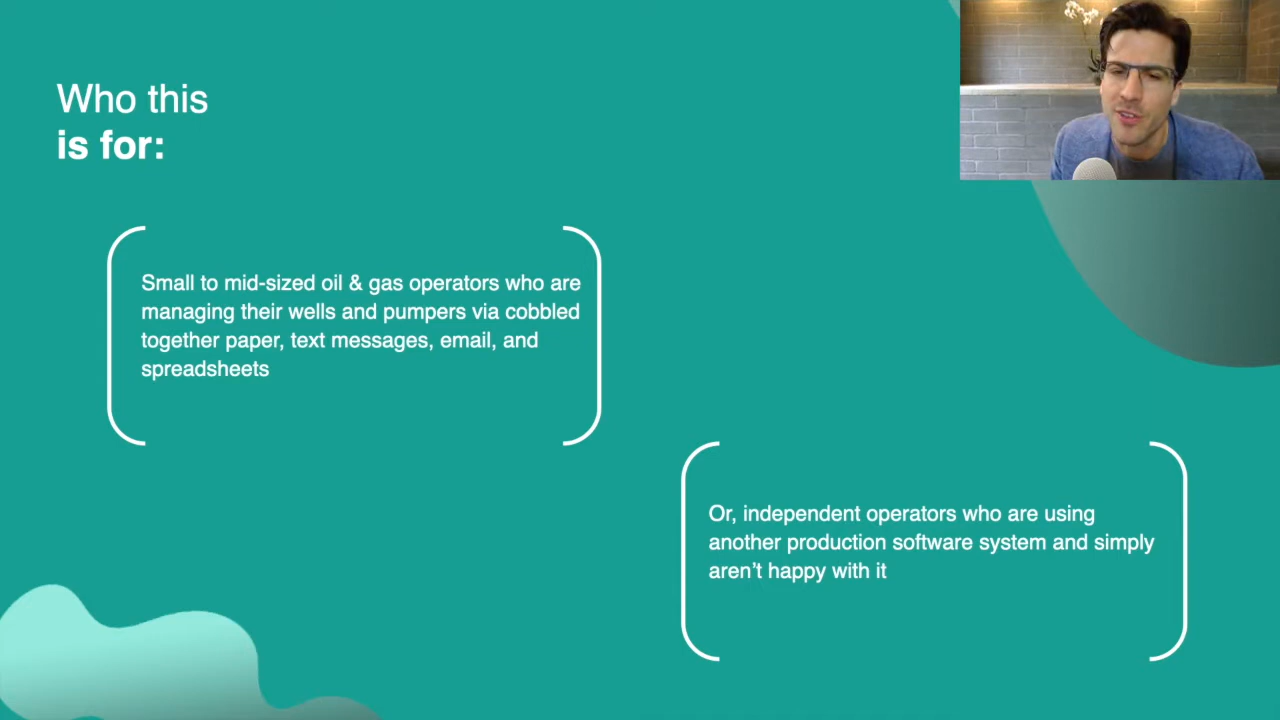 Who this
is for:
Small to mid-sized oil & gas operators who are
managing their wells and pumpers via cobbled
together paper, text messages, email, and
spreadsheets
Or, independent operators who are using
another production software system and simply
aren’t happy with it